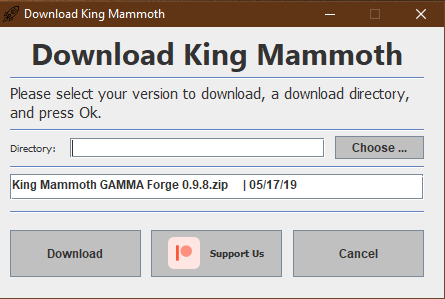 Download King Mammoth
Download King Mammoth
Please select your version to download, a download directory,
and press Ok.
Directory: Choose ...
King Mammoth GAMMA Forge 0.9.8.zip | 05/17/19
Download Support Us Cancel